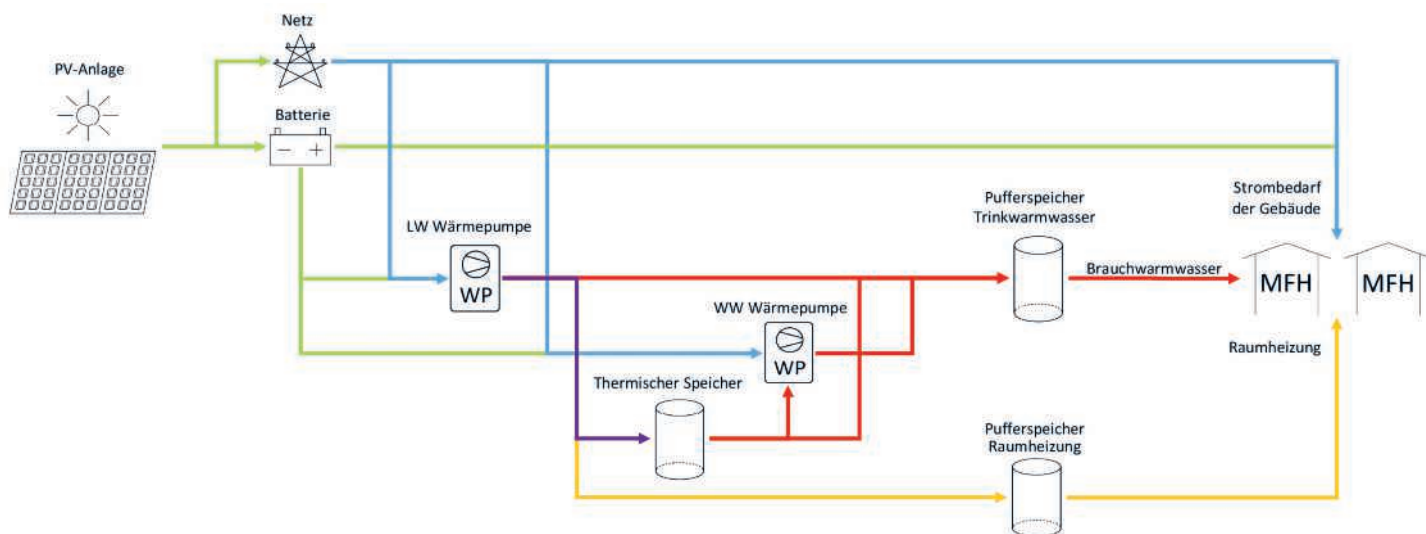 Netz
PV-Anlage
Batterie
− +
Strombedarf
der Gebäude
Pufferspeicher
Trinkwarmwasser
LW Wärmepumpe
WP
Brauchwarmwasser
MFH
MFH
WW Wärmepumpe
WP
Raumheizung
Thermischer Speicher
Pufferspeicher
Raumheizung